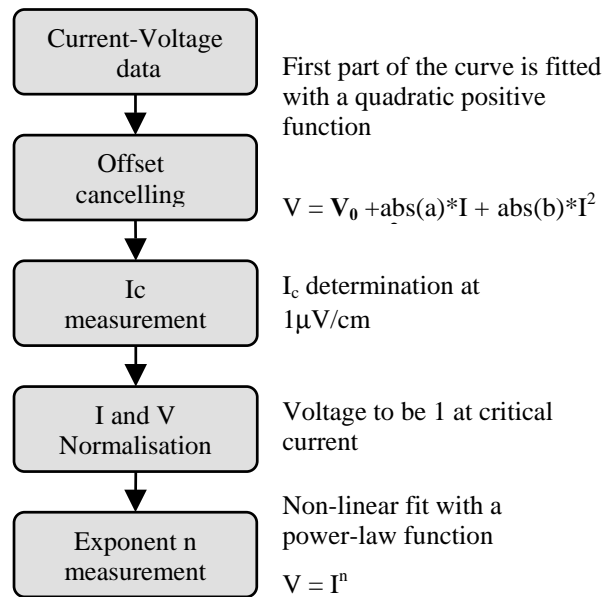 Current-Voltage
data
First part of the curve is fitted
with a quadratic positive
function
Offset
cancelling
V = V₀ +abs(a)*I + abs(b)*I²
Ic
measurement
I_c determination at
1μV/cm
I and V
Normalisation
Voltage to be 1 at critical
current
Exponent n
measurement
Non-linear fit with a
power-law function
V = Iⁿ